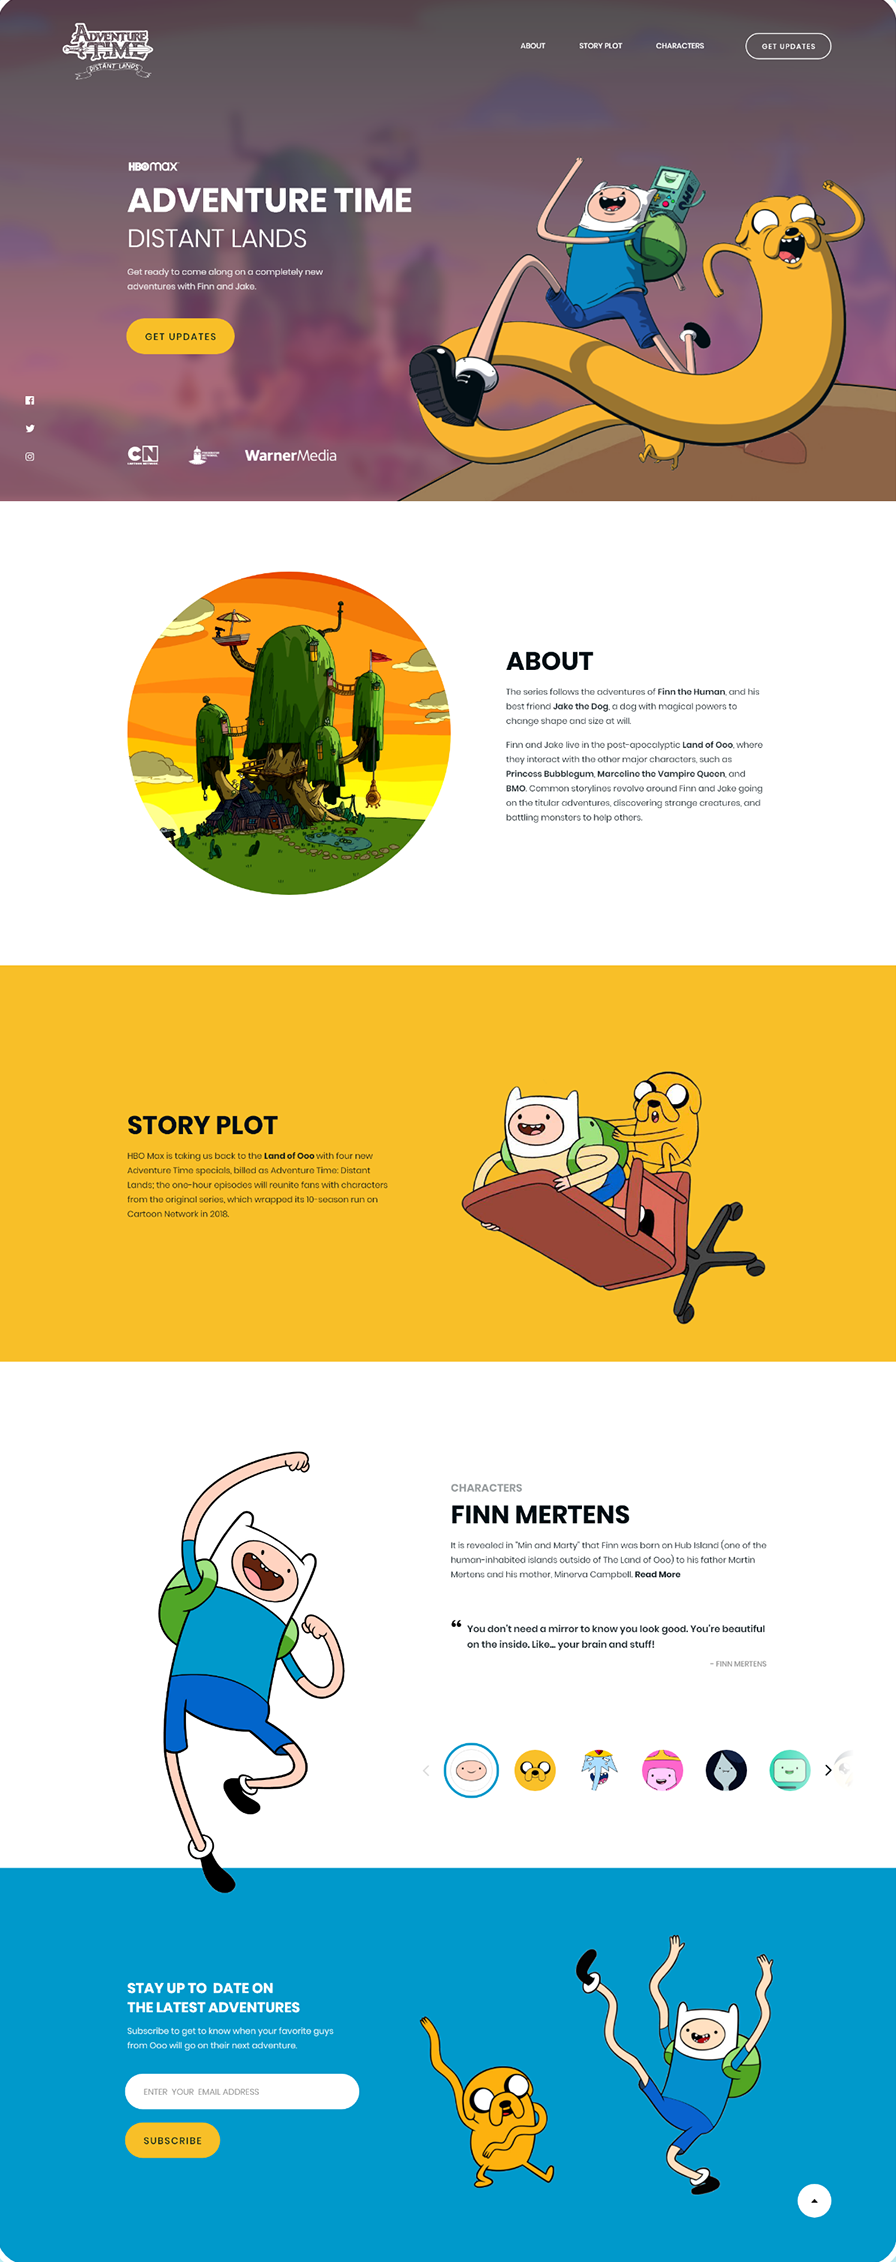 ADVENTURE
TIME
DISTANT LANDS
ABOUT
STORY PLOT
CHARACTERS
GET UPDATES
HBOmax
ADVENTURE TIME
DISTANT LANDS
Get ready to come along on a completely new
adventures with Finn and Jake.
GET UPDATES
CN
CARTOON NETWORK
WarnerMedia
ABOUT
The series follows the adventures of Finn the Human, and his
best friend Jake the Dog, a dog with magical powers to
change shape and size at will.
Finn and Jake live in the post-apocalyptic Land of Ooo, where
they interact with the other major characters, such as
Princess Bubblegum, Marceline the Vampire Queen, and
BMO. Common storylines revolve around Finn and Jake going
on the titular adventures, discovering strange creatures, and
battling monsters to help others.
STORY PLOT
HBO Max is taking us back to the Land of Ooo with four new
Adventure Time specials, billed as Adventure Time: Distant
Lands; the one-hour episodes will reunite fans with characters
from the original series, which wrapped its 10-season run on
Cartoon Network in 2018.
CHARACTERS
FINN MERTENS
It is revealed in "Min and Marty" that Finn was born on Hub Island (one of the
human-inhabited islands outside of The Land of Ooo) to his father Martin
Mertens and his mother, Minerva Campbell. Read More
“ You don't need a mirror to know you look good. You're beautiful
on the inside. Like... your brain and stuff!
- FINN MERTENS
STAY UP TO DATE ON
THE LATEST ADVENTURES
Subscribe to get to know when your favorite guys
from Ooo will go on their next adventure.
ENTER YOUR EMAIL ADDRESS
SUBSCRIBE